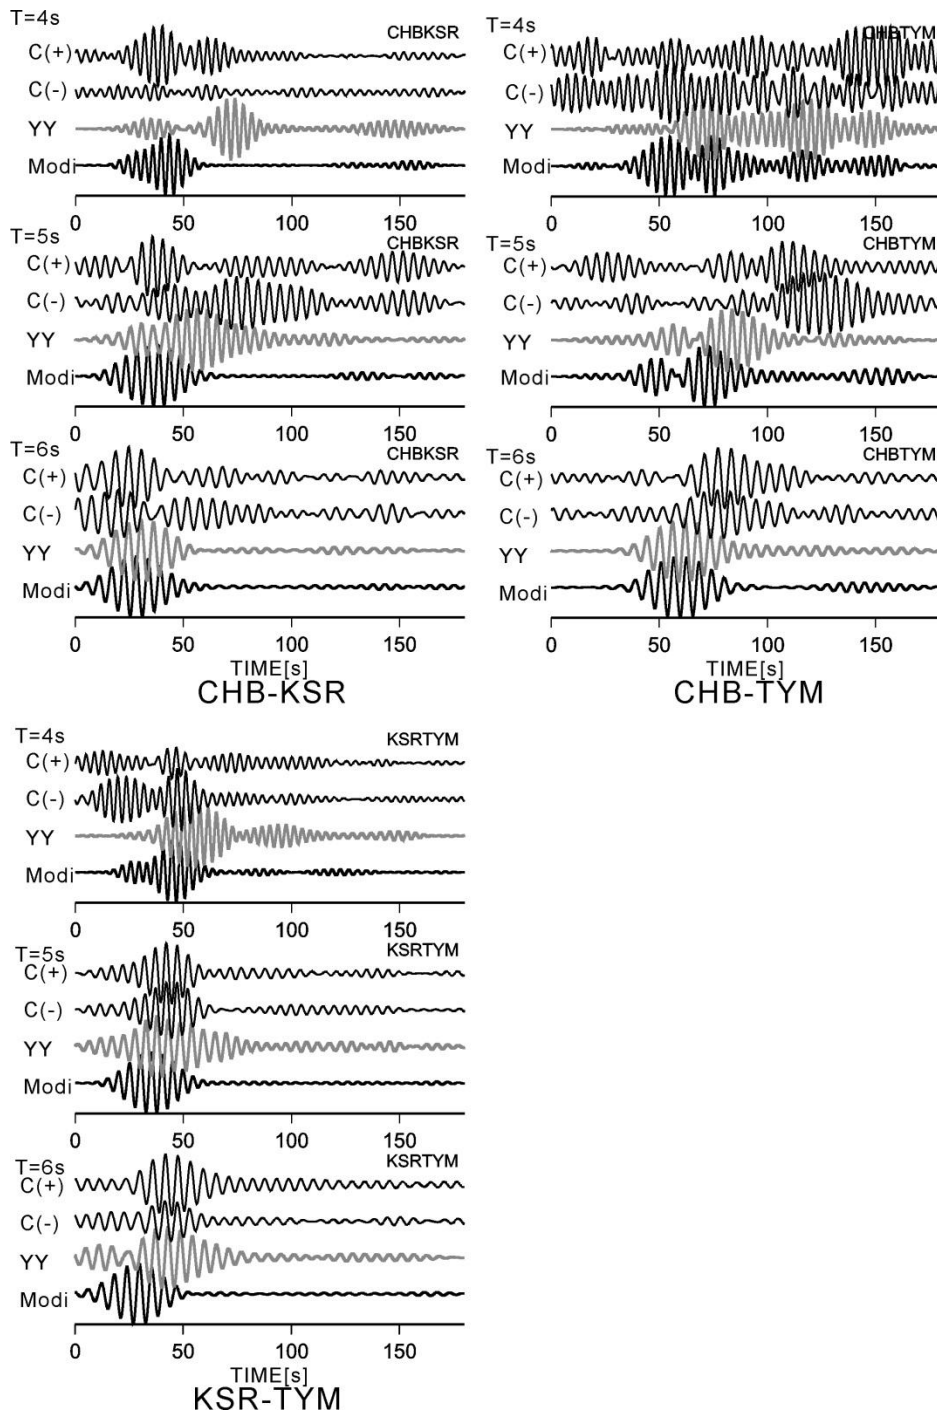 T=4s
CHBKSR
C(+)
C(-)
YY
Modi
0 50 100 150
T=5s
CHBKSR
C(+)
C(-)
YY
Modi
0 50 100 150
T=6s
CHBKSR
C(+)
C(-)
YY
Modi
0 50 100 150
TIME[s]
CHB-KSR
T=4s
CHBTYM
C(+)
C(-)
YY
Modi
0 50 100 150
T=5s
CHBTYM
C(+)
C(-)
YY
Modi
0 50 100 150
T=6s
CHBTYM
C(+)
C(-)
YY
Modi
0 50 100 150
TIME[s]
CHB-TYM
T=4s
KSRTYM
C(+)
C(-)
YY
Modi
0 50 100 150
T=5s
KSRTYM
C(+)
C(-)
YY
Modi
0 50 100 150
T=6s
KSRTYM
C(+)
C(-)
YY
Modi
0 50 100 150
TIME[s]
KSR-TYM